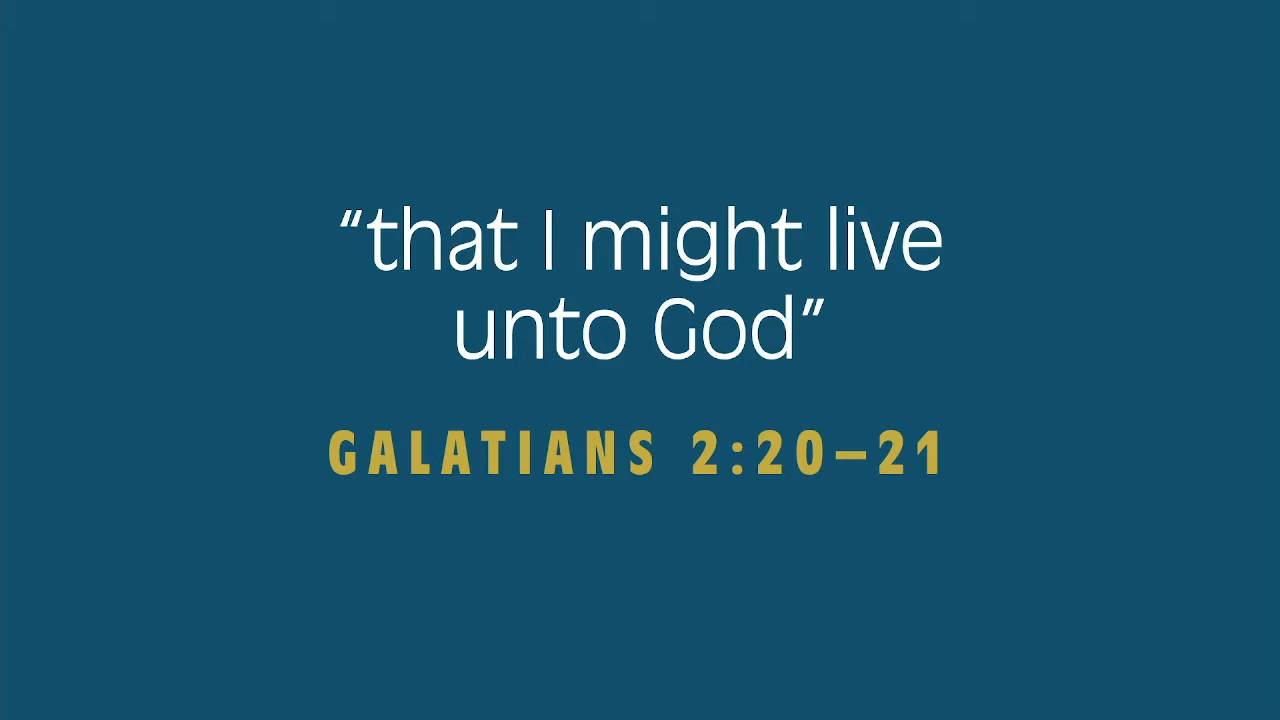 “that I might live
unto God”
GALATIANS 2:20–21